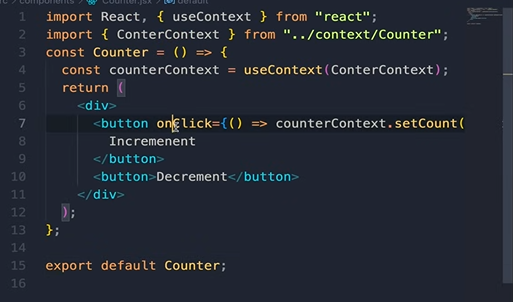 components > Counter.jsx > default
1 import React, { useContext } from "react";
2 import { ConterContext } from "../context/Counter";
3 const Counter = () => {
4 const counterContext = useContext(ConterContext);
5 return (
6 <div>
7 <button onclick={() => counterContext.setCount(
8 Incremenent
9 </button>
10 <button>Decrement</button>
11 </div>
12 );
13 };
14
15 export default Counter;
16